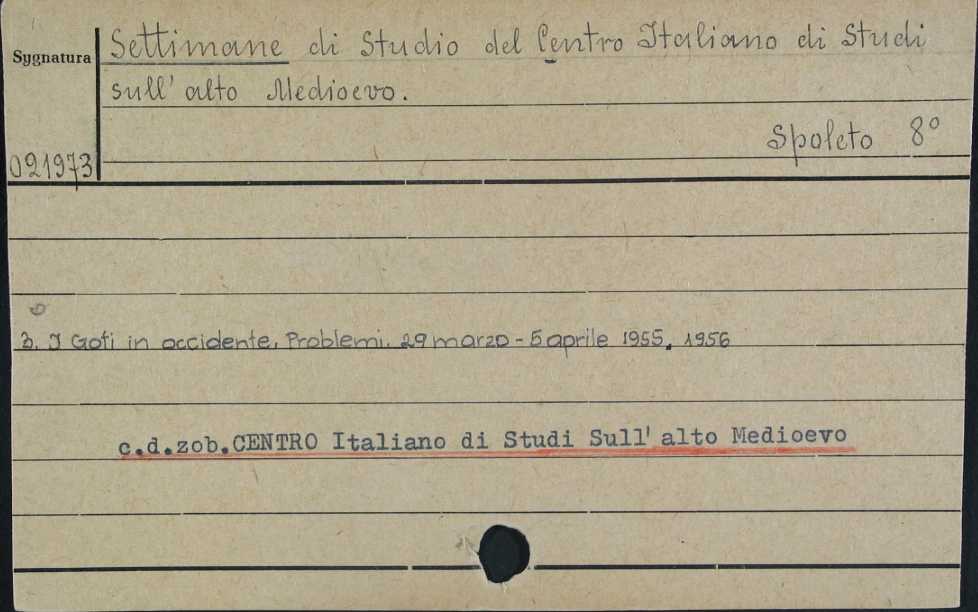 Settimane di Studio del Centro Italiano di Studi
Sygnatura
sull' alto Medioevo.
Spoleto 8°
021973
3. I Goti in occidente, Problemi. 29 marzo - 5 aprile 1955. 1956
c.d.zob.CENTRO Italiano di Studi Sull' alto Medioevo